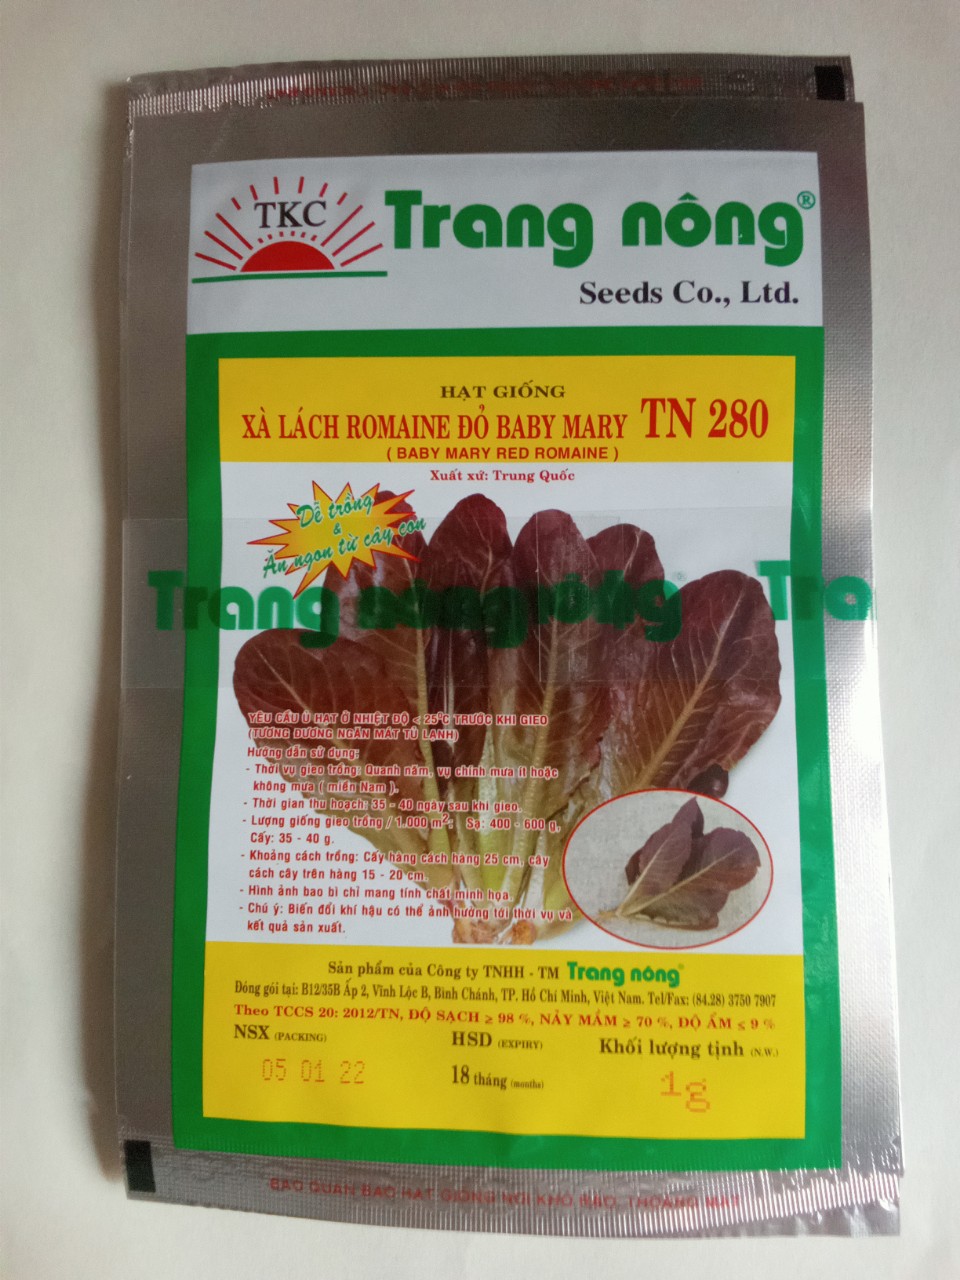 TKC
Trang nông®
Seeds Co., Ltd.
HẠT GIỐNG
XÀ LÁCH ROMAINE ĐỎ BABY MARY TN 280
( BABY MARY RED ROMAINE )
Xuất xứ: Trung Quốc
Dễ trồng
&
Ăn ngon từ cây con
Trang nông nông Tra
YÊU CẦU Ủ HẠT Ở NHIỆT ĐỘ < 25°C TRƯỚC KHI GIEO
(TƯƠNG ĐƯƠNG NGĂN MÁT TỦ LẠNH)
Hướng dẫn sử dụng:
- Thời vụ gieo trồng: Quanh năm, vụ chính mưa ít hoặc
không mưa ( miền Nam ).
- Thời gian thu hoạch: 35 - 40 ngày sau khi gieo.
- Lượng giống gieo trồng / 1.000 m²: Sạ: 400 - 600 g,
Cấy: 35 - 40 g.
- Khoảng cách trồng: Cấy hàng cách hàng 25 cm, cây
cách cây trên hàng 15 - 20 cm.
- Hình ảnh bao bì chỉ mang tính chất minh họa.
- Chú ý: Biến đổi khí hậu có thể ảnh hưởng tới thời vụ và
kết quả sản xuất.
Sản phẩm của Công ty TNHH - TM Trang nông®
Đóng gói tại: B12/35B Ấp 2, Vĩnh Lộc B, Bình Chánh, TP. Hồ Chí Minh, Việt Nam. Tel/Fax: (84.28) 3750 7907
Theo TCCS 20: 2012/TN, ĐỘ SẠCH ≥ 98 %, NẢY MẦM ≥ 70 %, ĐỘ ẨM ≤ 9 %
NSX (PACKING) HSD (EXPIRY) Khối lượng tịnh (N.W.)
05 01 22 18 tháng (months) 1g
BẢO QUẢN BAO HẠT GIỐNG NƠI KHÔ RÁO, THOÁNG MÁT